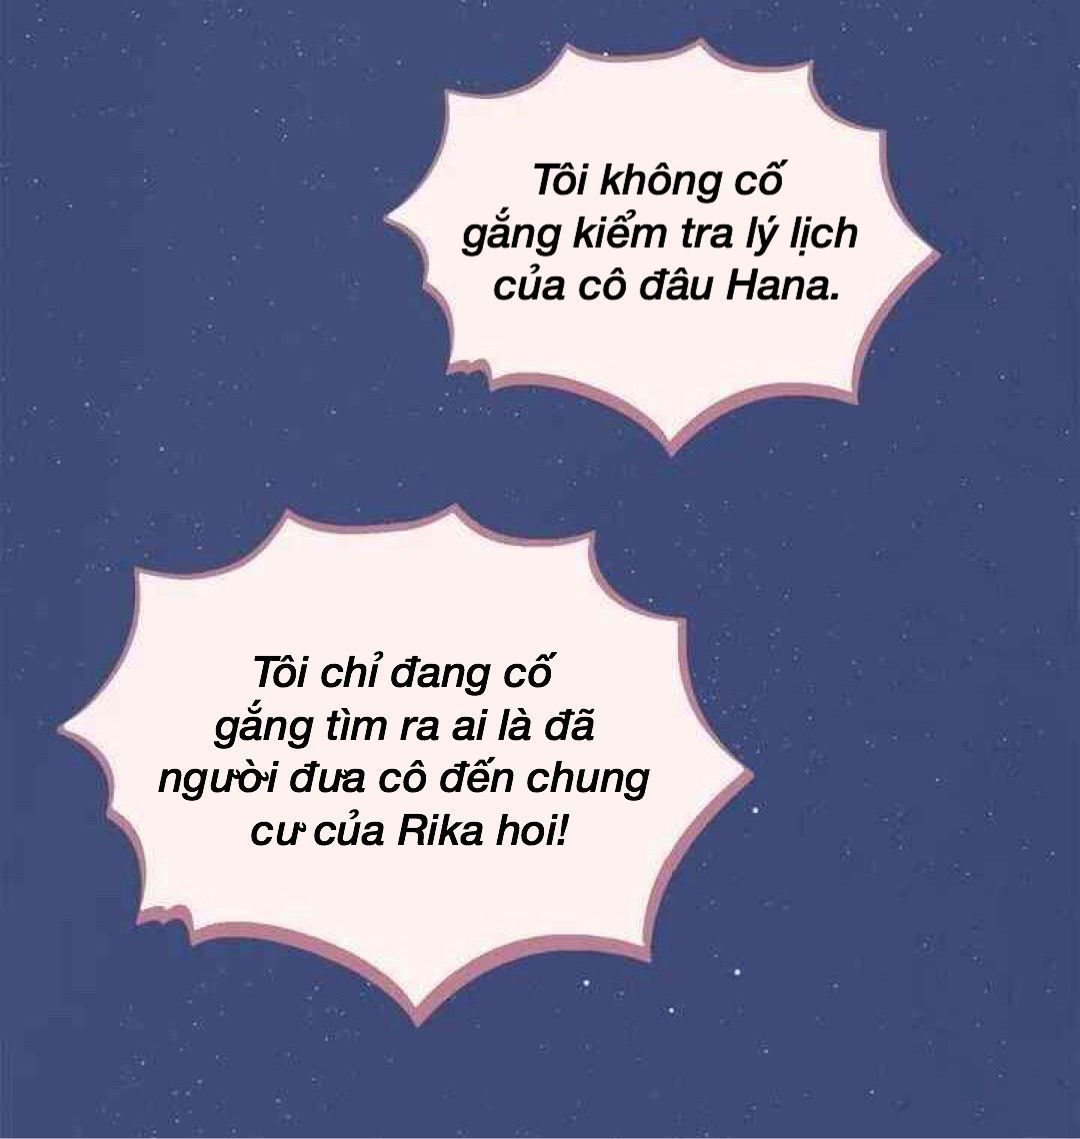 Tôi không cố
gắng kiểm tra lý lịch
của cô đâu Hana.
Tôi chỉ đang cố
gắng tìm ra ai là đã
người đưa cô đến chung
cư của Rika hoi!